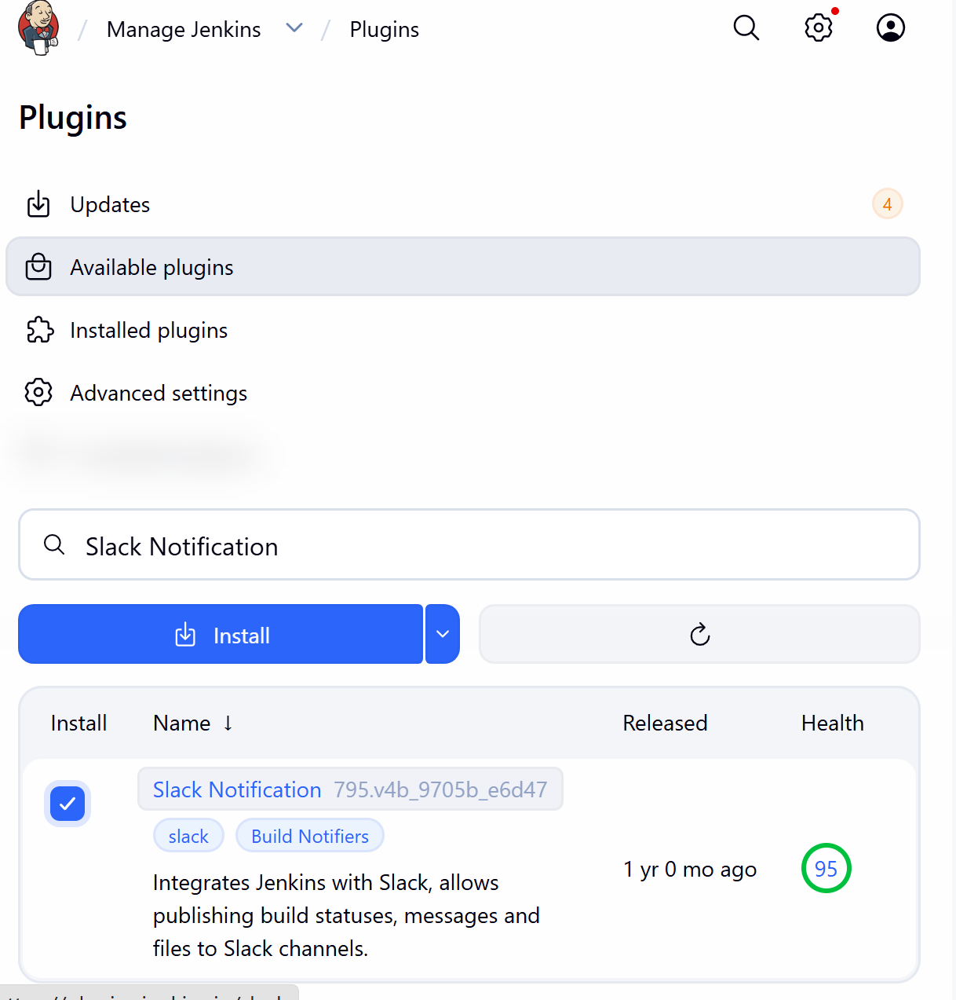 / Manage Jenkins / Plugins
Plugins
Updates 4
Available plugins
Installed plugins
Advanced settings
Slack Notification
Install
Install Name ↓ Released Health
Slack Notification 795.v4b_9705b_e6d47
slack Build Notifiers
Integrates Jenkins with Slack, allows
publishing build statuses, messages and
files to Slack channels.
1 yr 0 mo ago 95